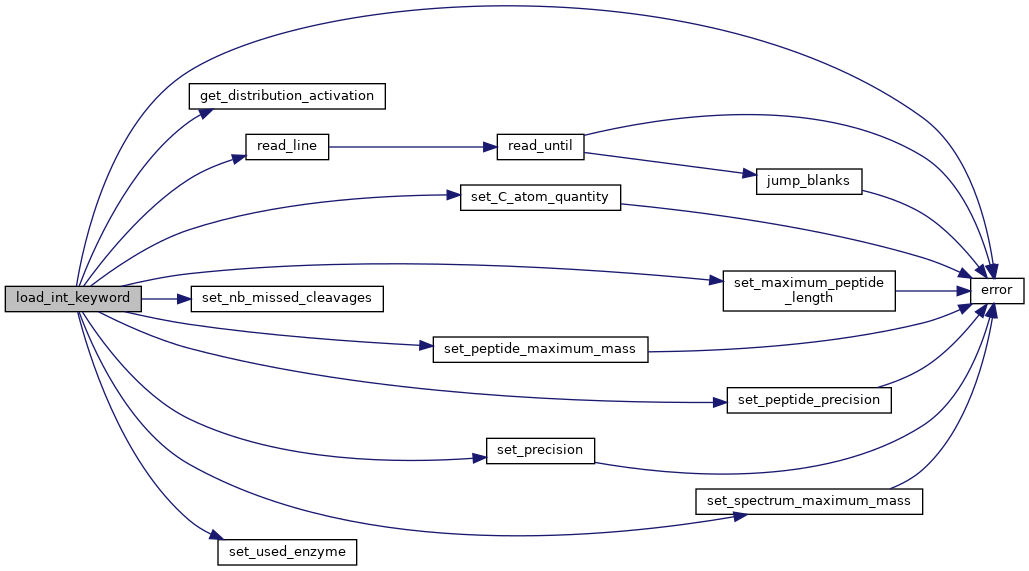 get_distribution_activation
read_line
read_until
jump_blanks
set_C_atom_quantity
load_int_keyword
set_nb_missed_cleavages
set_maximum_peptide
_length
error
set_peptide_maximum_mass
set_peptide_precision
set_precision
set_spectrum_maximum_mass
set_used_enzyme